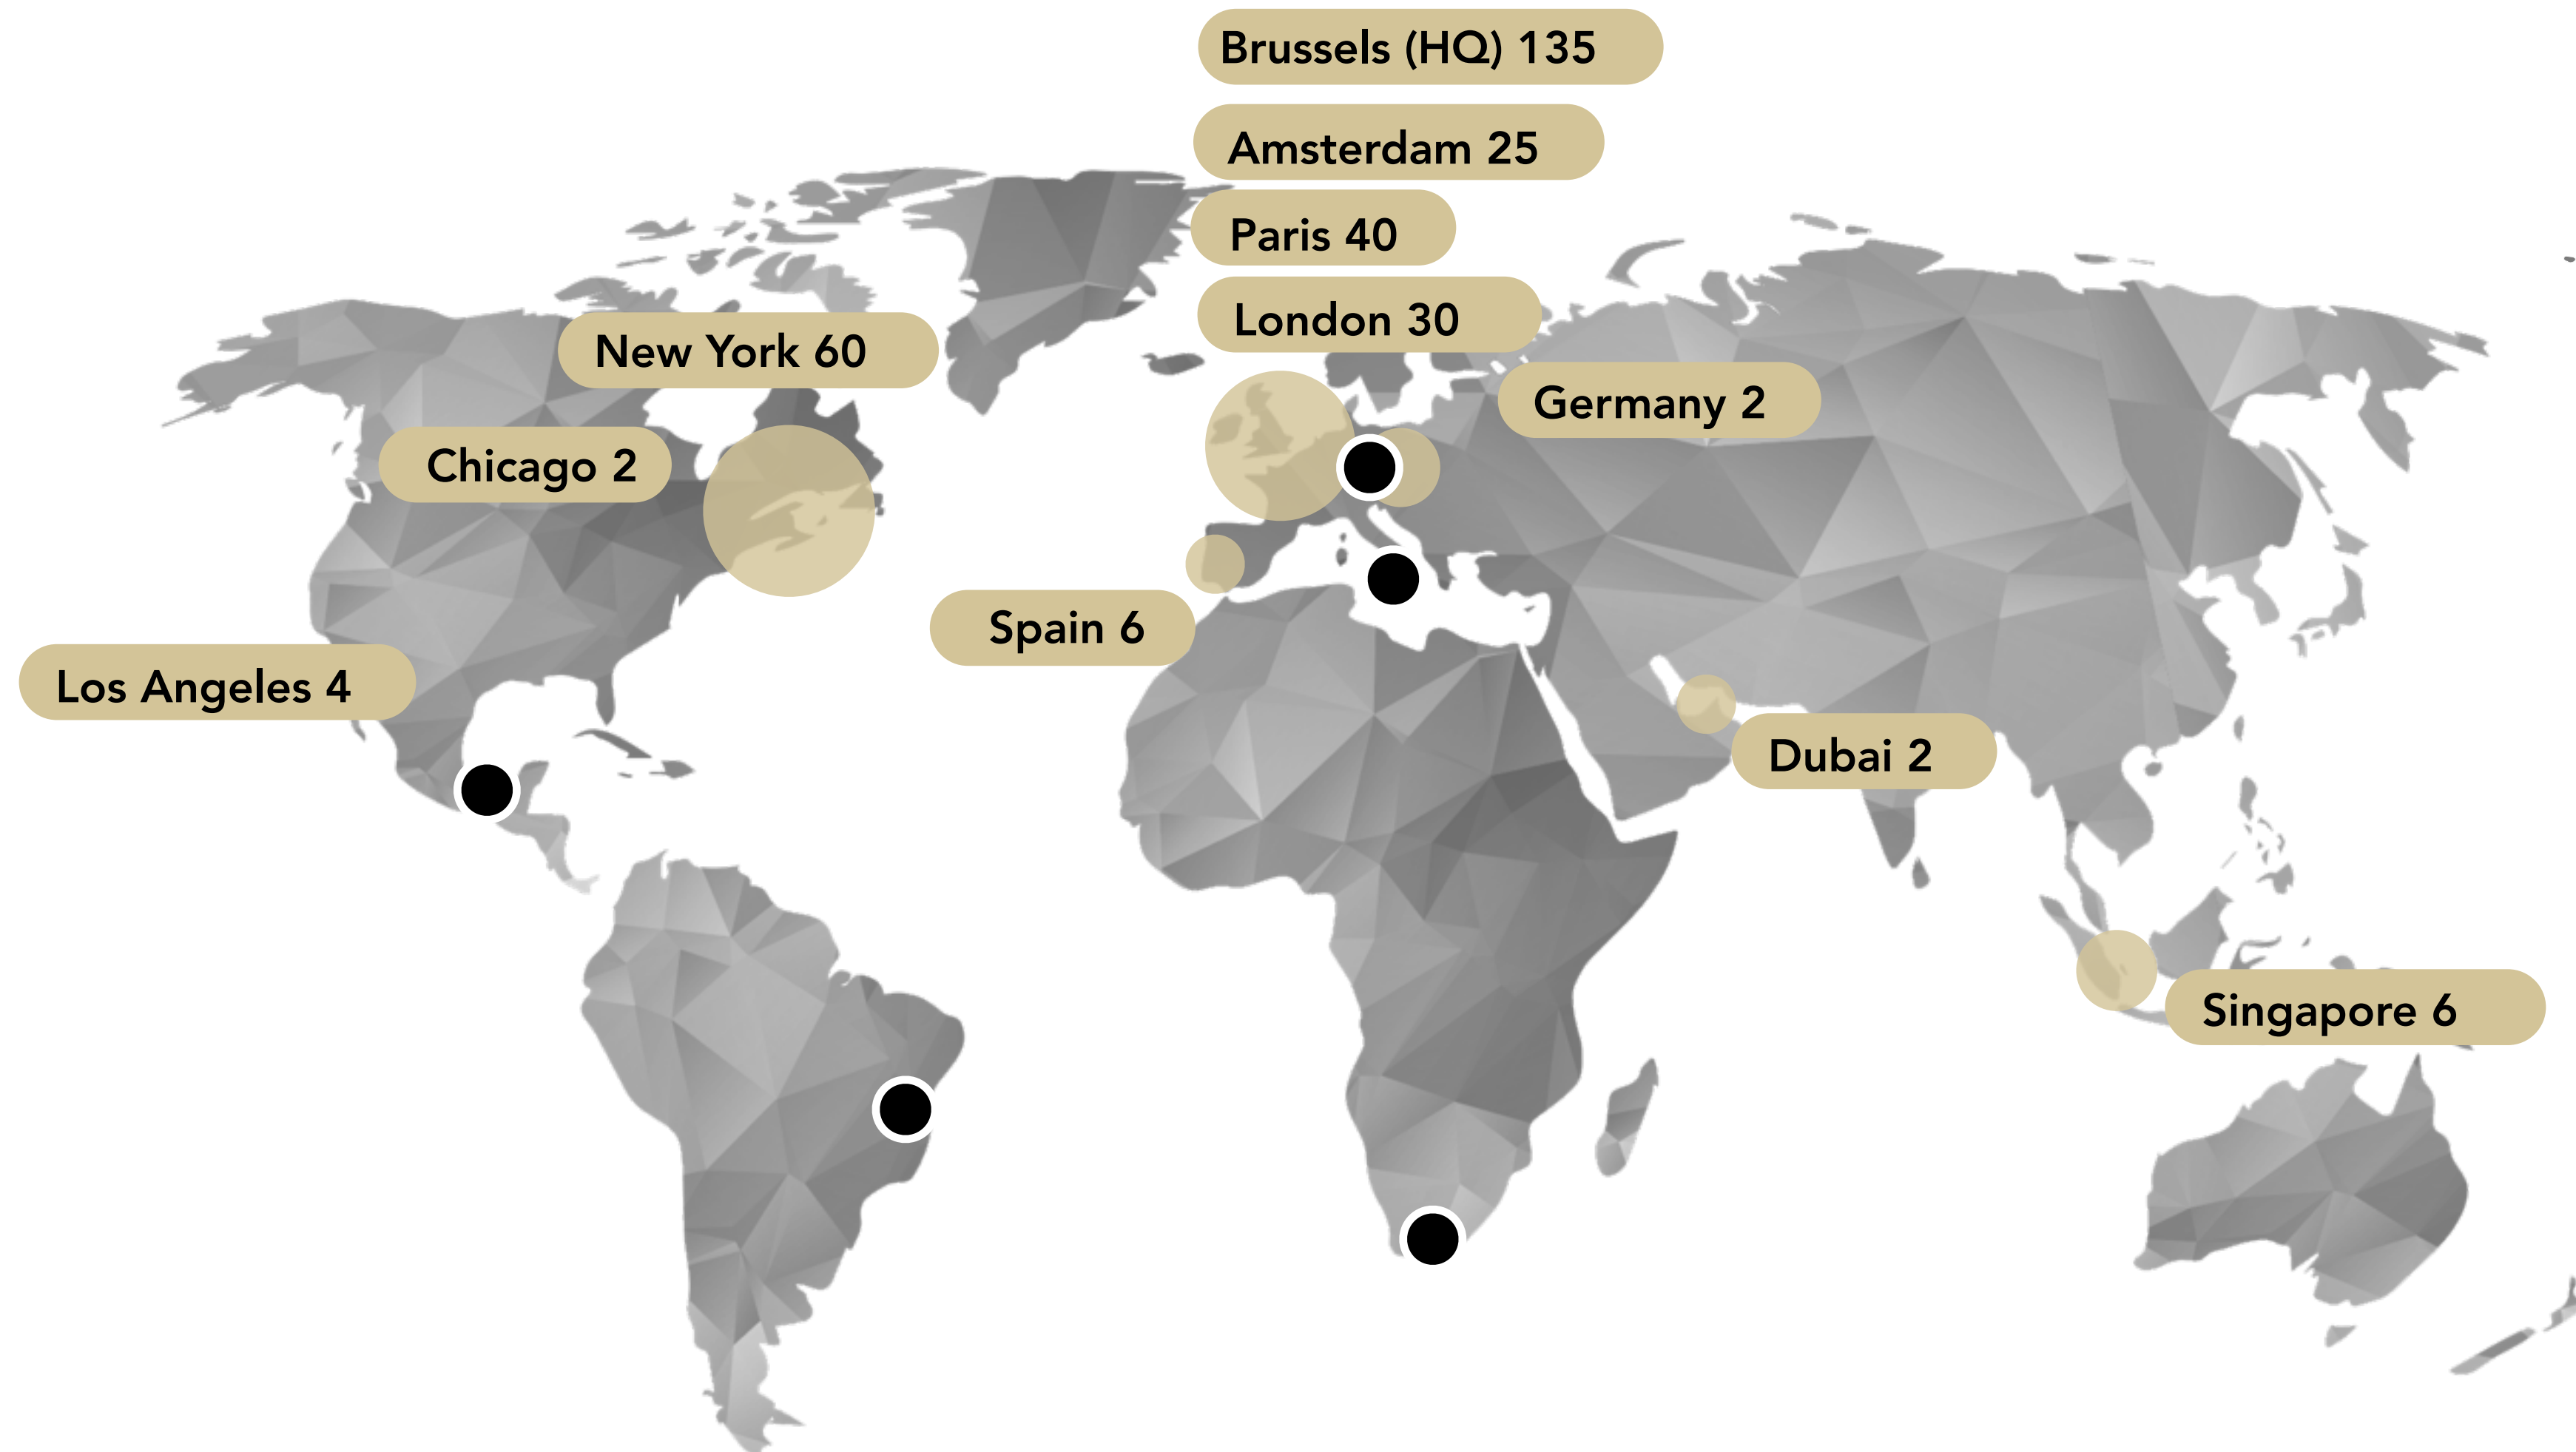 Brussels (HQ) 135
Amsterdam 25
Paris 40
London 30
New York 60
Germany 2
Chicago 2
Spain 6
Los Angeles 4
Dubai 2
Singapore 6